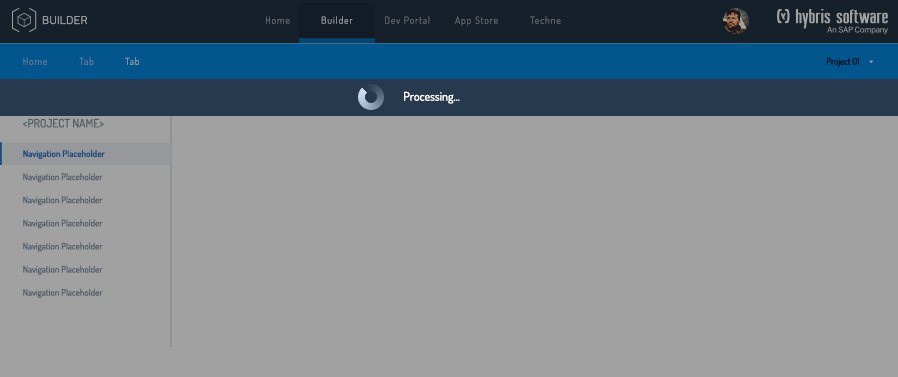 BUILDER
Home Builder Dev Portal App Store Techne
hybris software
An SAP Company
Home Tab Tab
Project 01
Processing...
<PROJECT NAME>
Navigation Placeholder
Navigation Placeholder
Navigation Placeholder
Navigation Placeholder
Navigation Placeholder
Navigation Placeholder
Navigation Placeholder